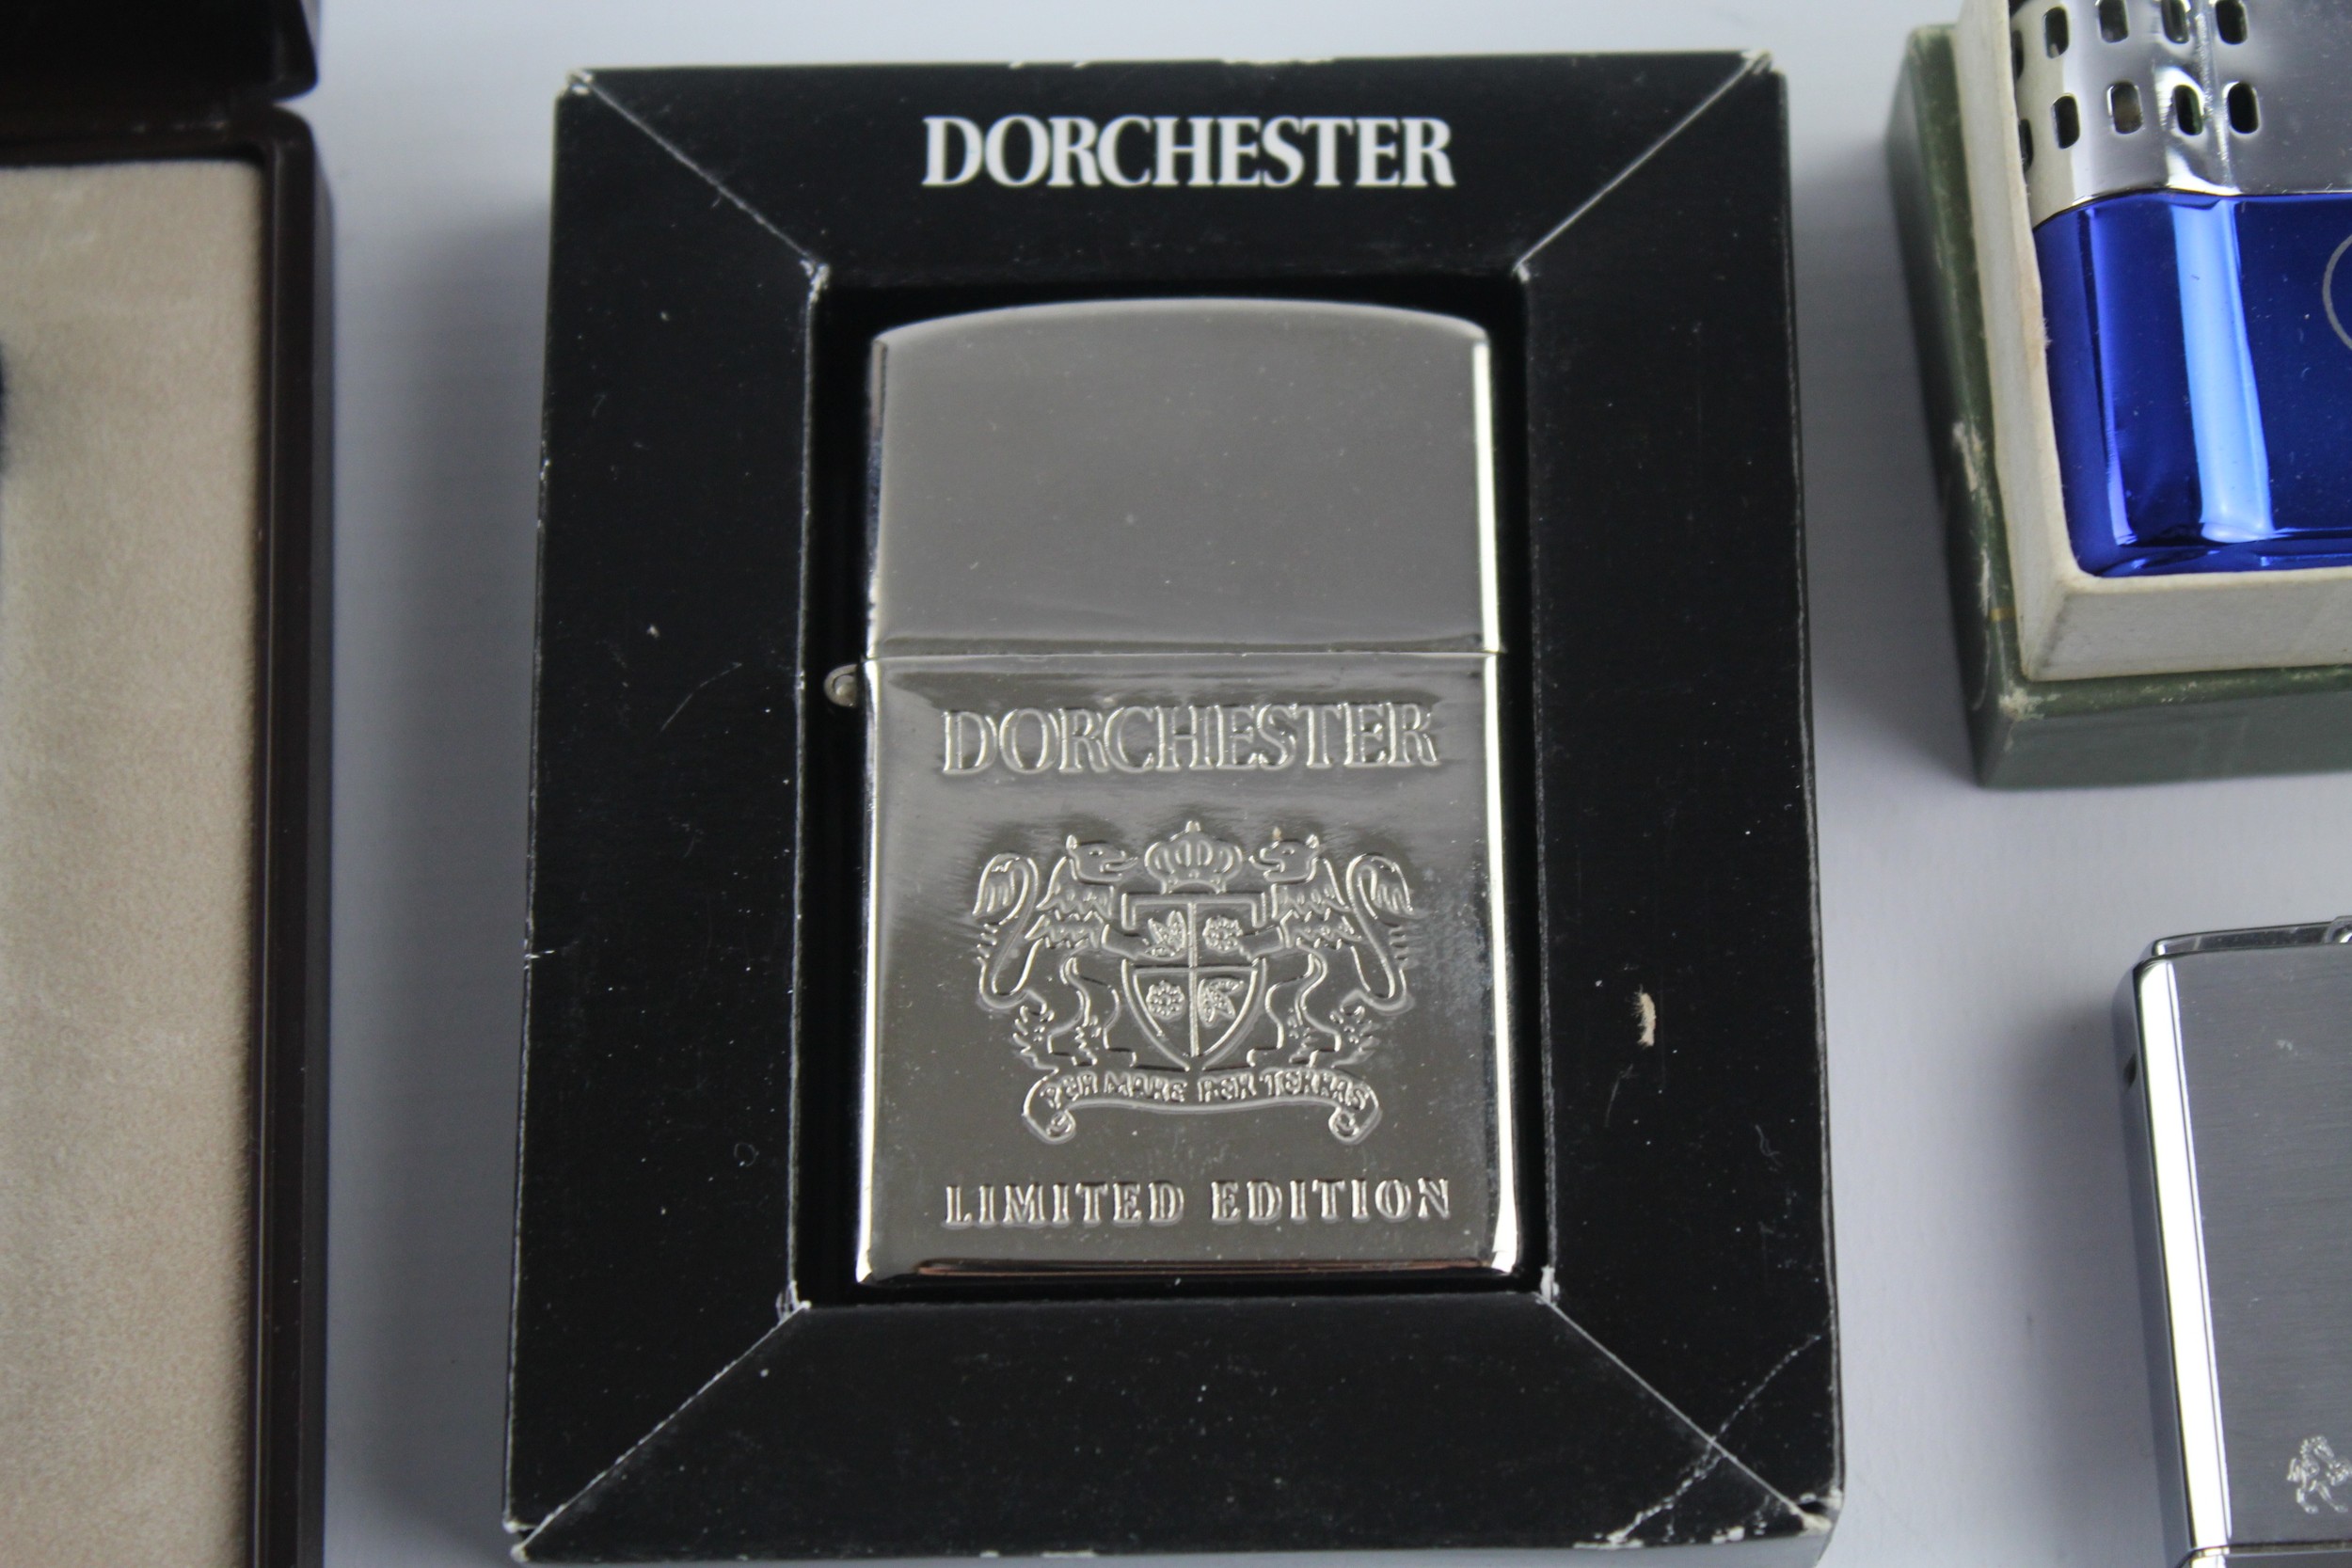 DORCHESTER
DORCHESTER
PER MARE PER TERRAS
LIMITED EDITION